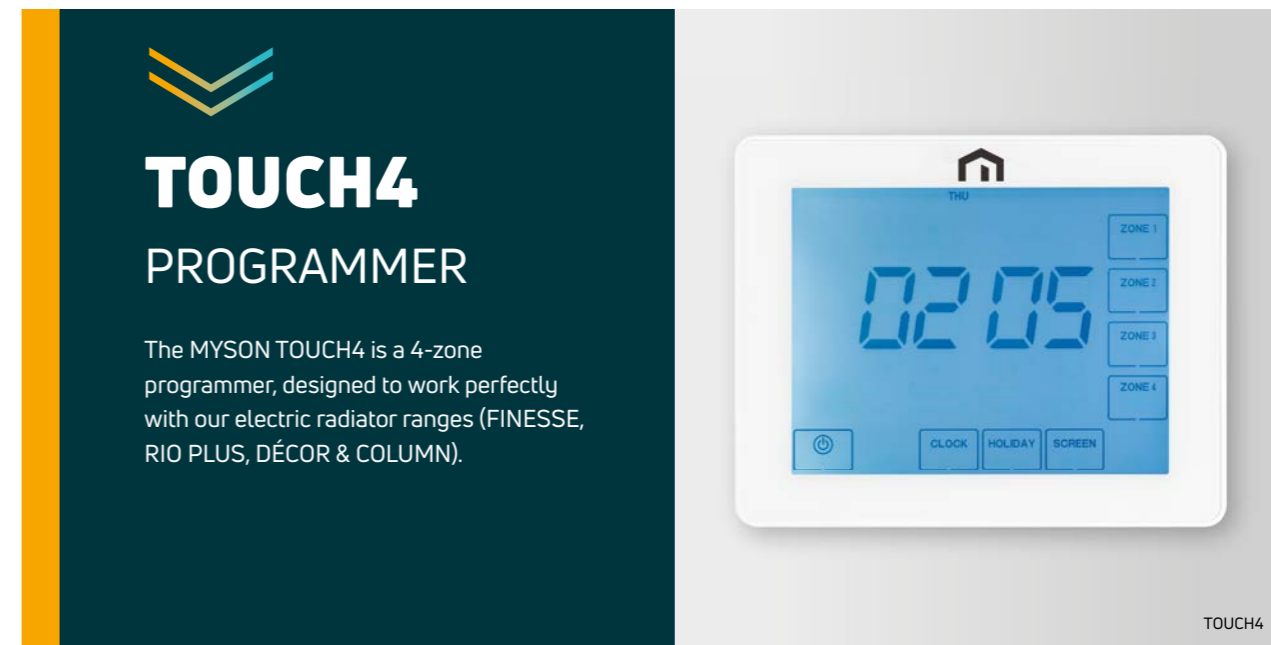 TOUCH4
PROGRAMMER
The MYSON TOUCH4 is a 4-zone
programmer, designed to work perfectly
with our electric radiator ranges (FINESSE,
RIO PLUS, DÉCOR & COLUMN).
THU
02 05
ZONE 1
ZONE 2
ZONE 3
ZONE 4
CLOCK HOLIDAY SCREEN
TOUCH4